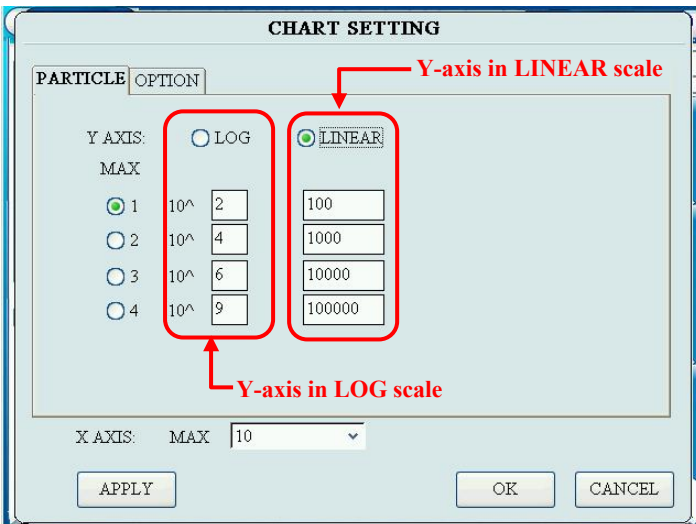 CHART SETTING
PARTICLE OPTION
Y-axis in LINEAR scale
Y AXIS: LOG LINEAR
MAX
1 10^ 2 100
2 10^ 4 1000
3 10^ 6 10000
4 10^ 9 100000
Y-axis in LOG scale
X AXIS: MAX 10
APPLY OK CANCEL